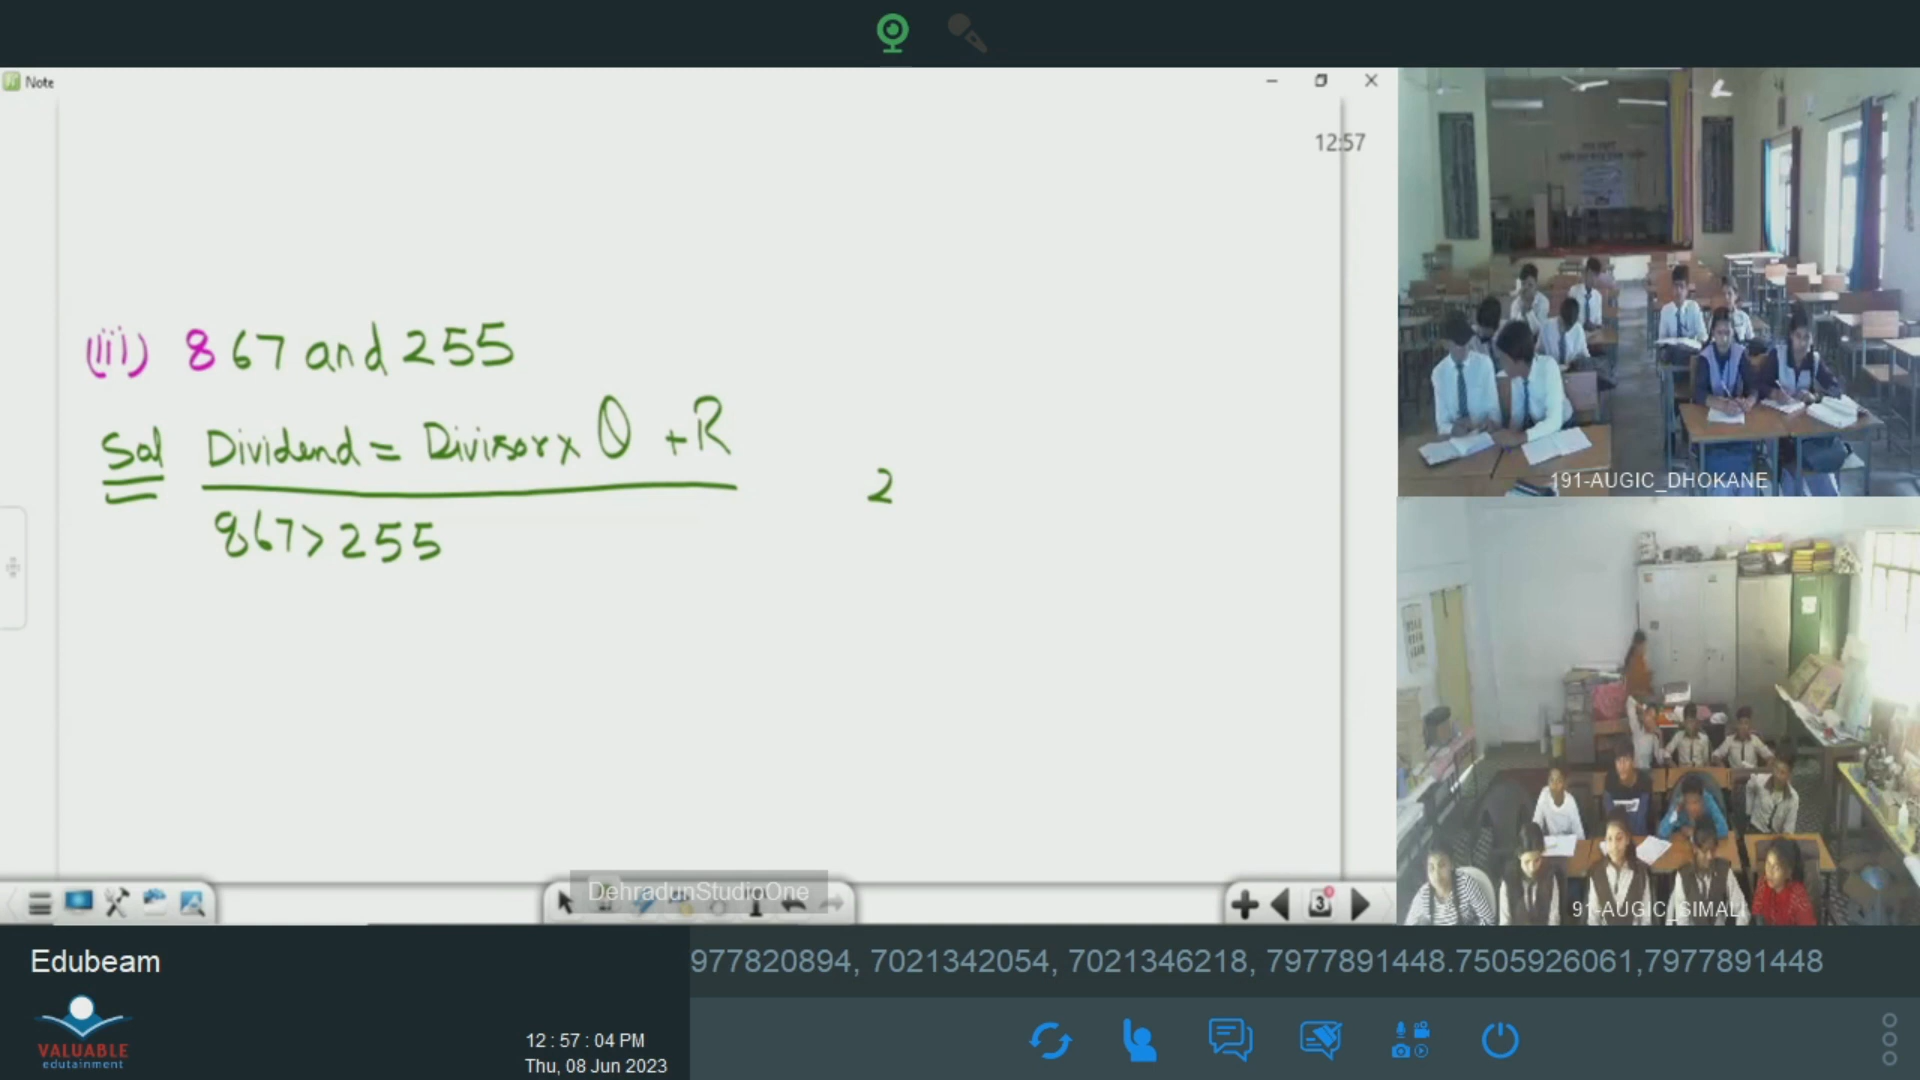 Note
12:57
(iii) 867 and 255
Sol Dividend = Divisor x Q + R
2
867>255
DehradunStudioOne
3
191-AUGIC_DHOKANE
91-AUGIC_SIMALI
Edubeam
977820894, 7021342054, 7021346218, 7977891448.7505926061,7977891448
VALUABLE
edutainment
12 : 57 : 04 PM
Thu, 08 Jun 2023